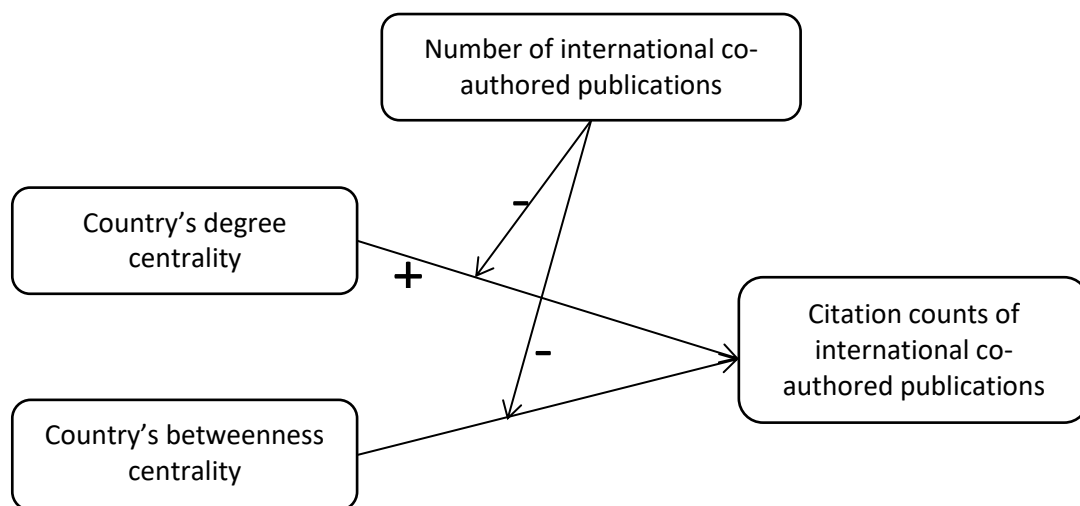 Number of international co-
authored publications
-
Country’s degree
centrality
+
Citation counts of
international co-
authored publications
-
Country’s betweenness
centrality